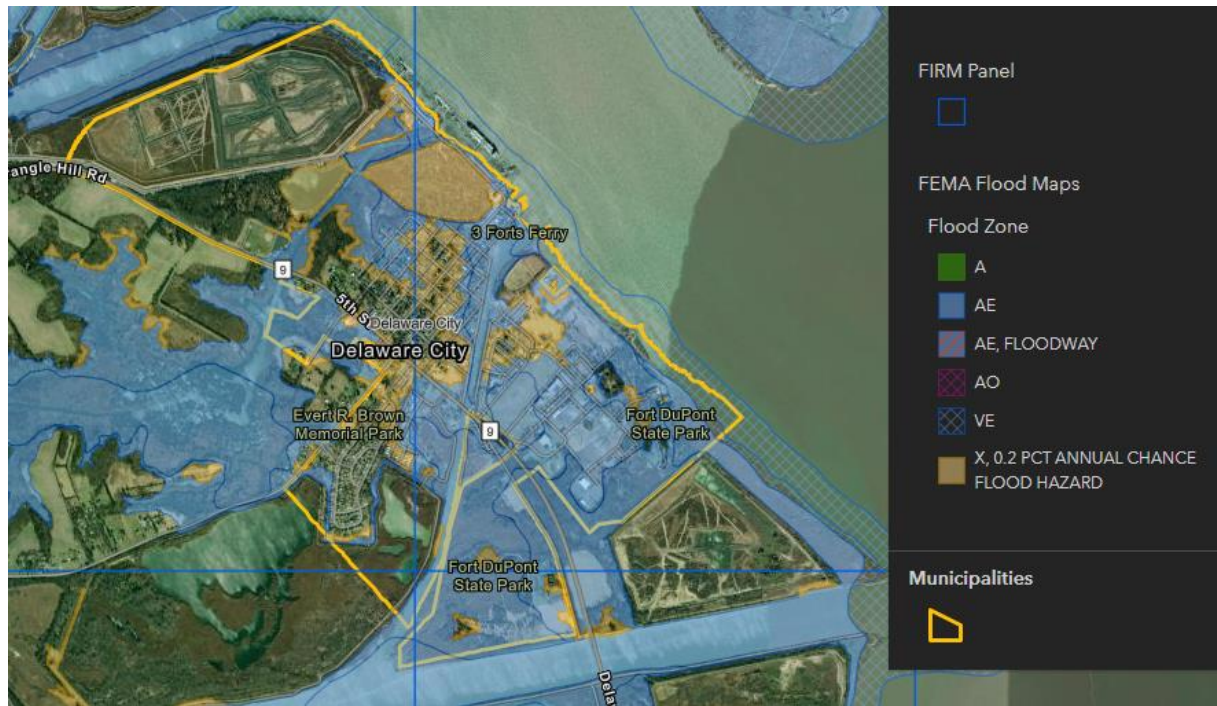 rangle Hill Rd
9
3 Forts Ferry
5th S
Delaware City
Delaware City
Evert R. Brown
Memorial Park
9
Fort DuPont
State Park
Fort DuPont
State Park
Dela
FIRM Panel
FEMA Flood Maps
Flood Zone
A
AE
AE, FLOODWAY
AO
VE
X, 0.2 PCT ANNUAL CHANCE
FLOOD HAZARD
Municipalities